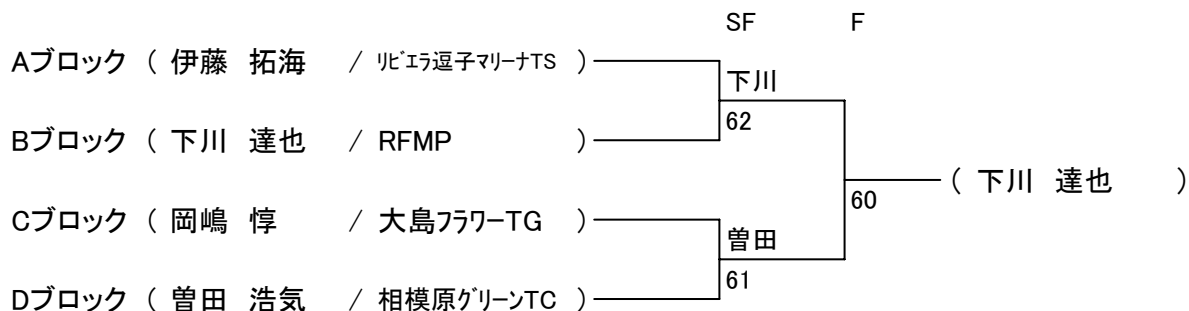 SF F
Aブロック ( 伊藤 拓海 / ﾘﾋﾞｴﾗ逗子ﾏﾘｰﾅTS )
下川
62
Bブロック ( 下川 達也 / RFMP )
( 下川 達也 )
60
Cブロック ( 岡嶋 惇 / 大島ﾌﾗﾜｰTG )
曽田
61
Dブロック ( 曽田 浩気 / 相模原ｸﾞﾘｰﾝTC )